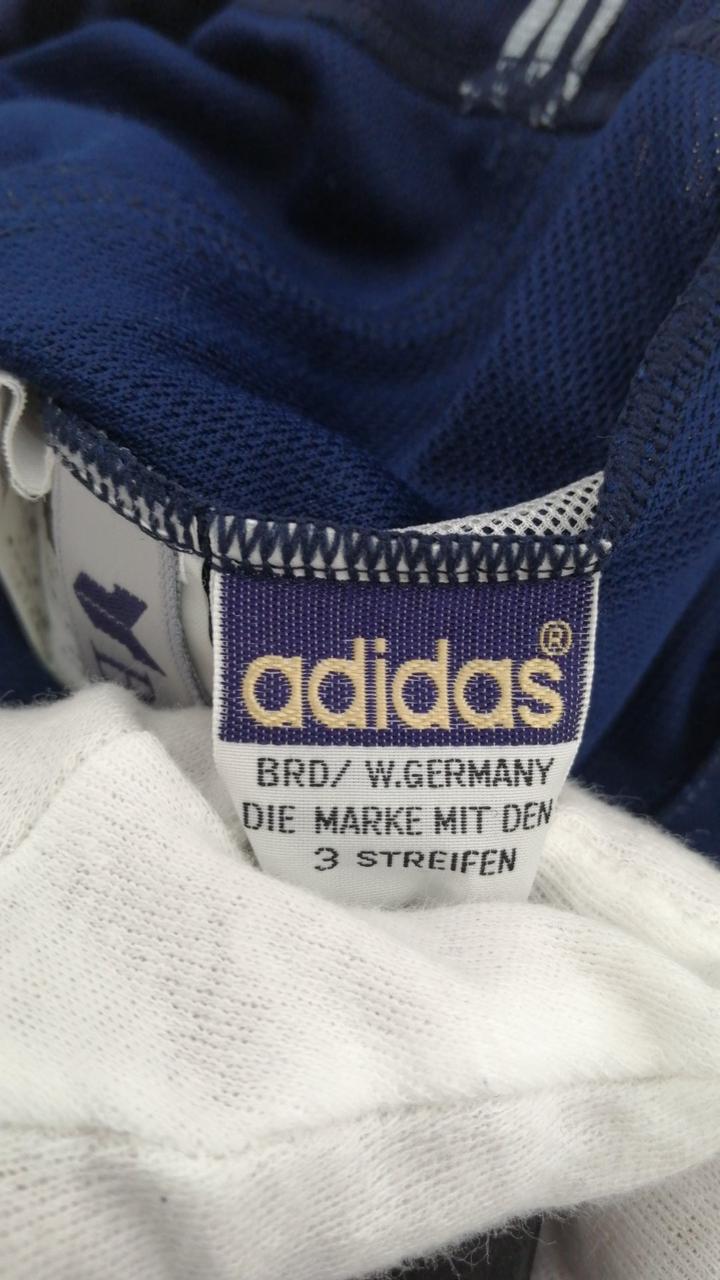 adidas®
BRD/ W.GERMANY
DIE MARKE MIT DEN
3 STREIFEN